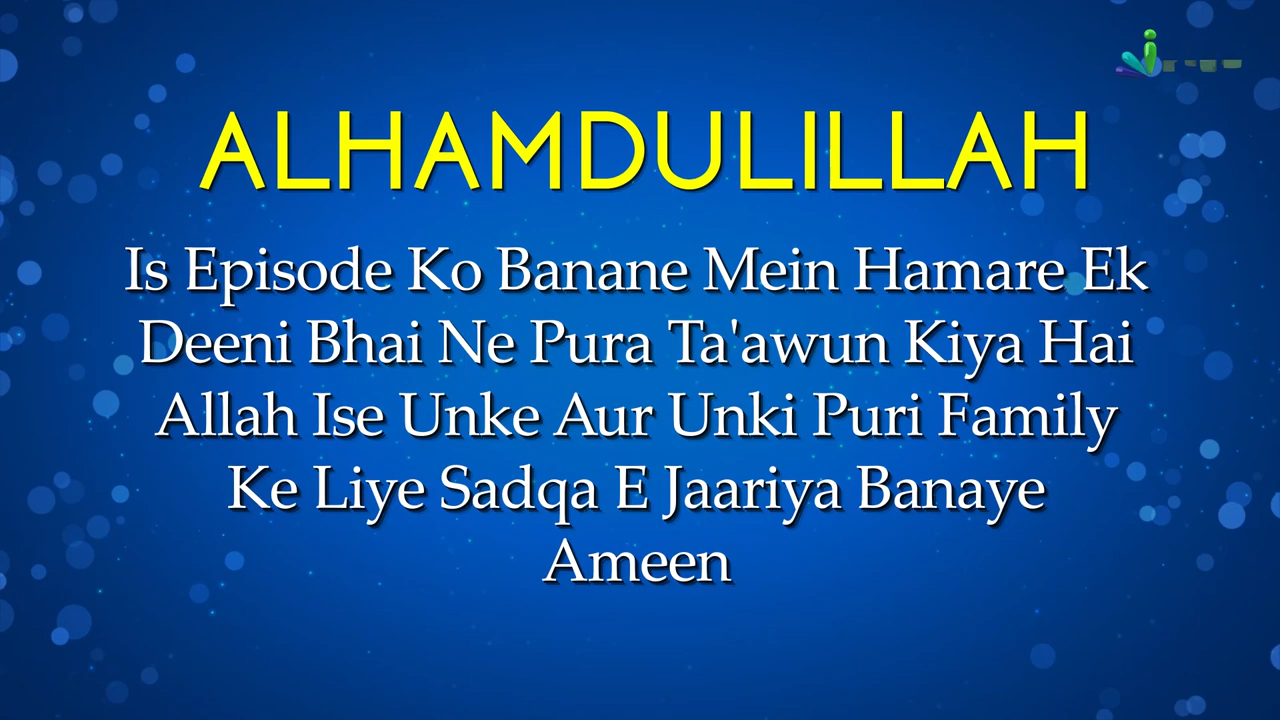 ALHAMDULILLAH
Is Episode Ko Banane Mein Hamare Ek
Deeni Bhai Ne Pura Ta'awun Kiya Hai
Allah Ise Unke Aur Unki Puri Family
Ke Liye Sadqa E Jaariya Banaye
Ameen